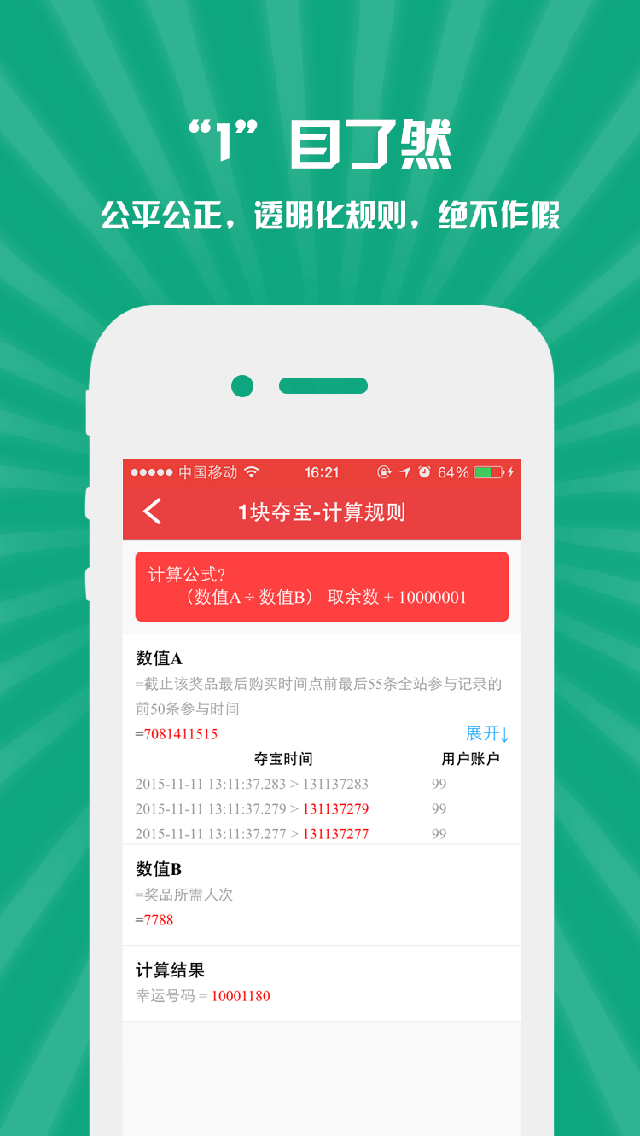 “1”目了然
公平公正，透明化规则，绝不作假
中国移动 16:21 64%
1块夺宝-计算规则
计算公式?
（数值A ÷ 数值B） 取余数 + 10000001
数值A
=截止该奖品最后购买时间点前最后55条全站参与记录的
前50条参与时间
=7081411515 展开↓
夺宝时间 用户账户
2015-11-11 13:11:37.283 > 131137283 99
2015-11-11 13:11:37.279 > 131137279 99
2015-11-11 13:11:37.277 > 131137277 99
数值B
=奖品所需人次
=7788
计算结果
幸运号码 = 10001180